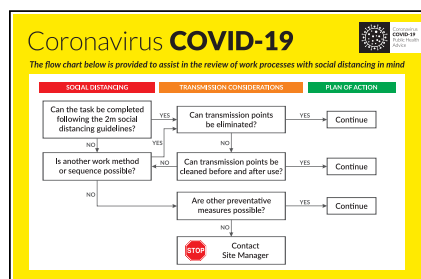 Coronavirus COVID-19
Coronavirus
COVID-19
Public Health
Advice
The flow chart below is provided to assist in the review of work processes with social distancing in mind
SOCIAL DISTANCING
TRANSMISSION CONSIDERATIONS
PLAN OF ACTION
Can the task be completed
following the 2m social
distancing guidelines?
YES
Can transmission points
be eliminated?
YES
Continue
NO
YES
NO
Is another work method
or sequence possible?
NO
Can transmission points be
cleaned before and after use?
YES
Continue
NO
Are other preventative
measures possible?
YES
Continue
NO
STOP
Contact
Site Manager